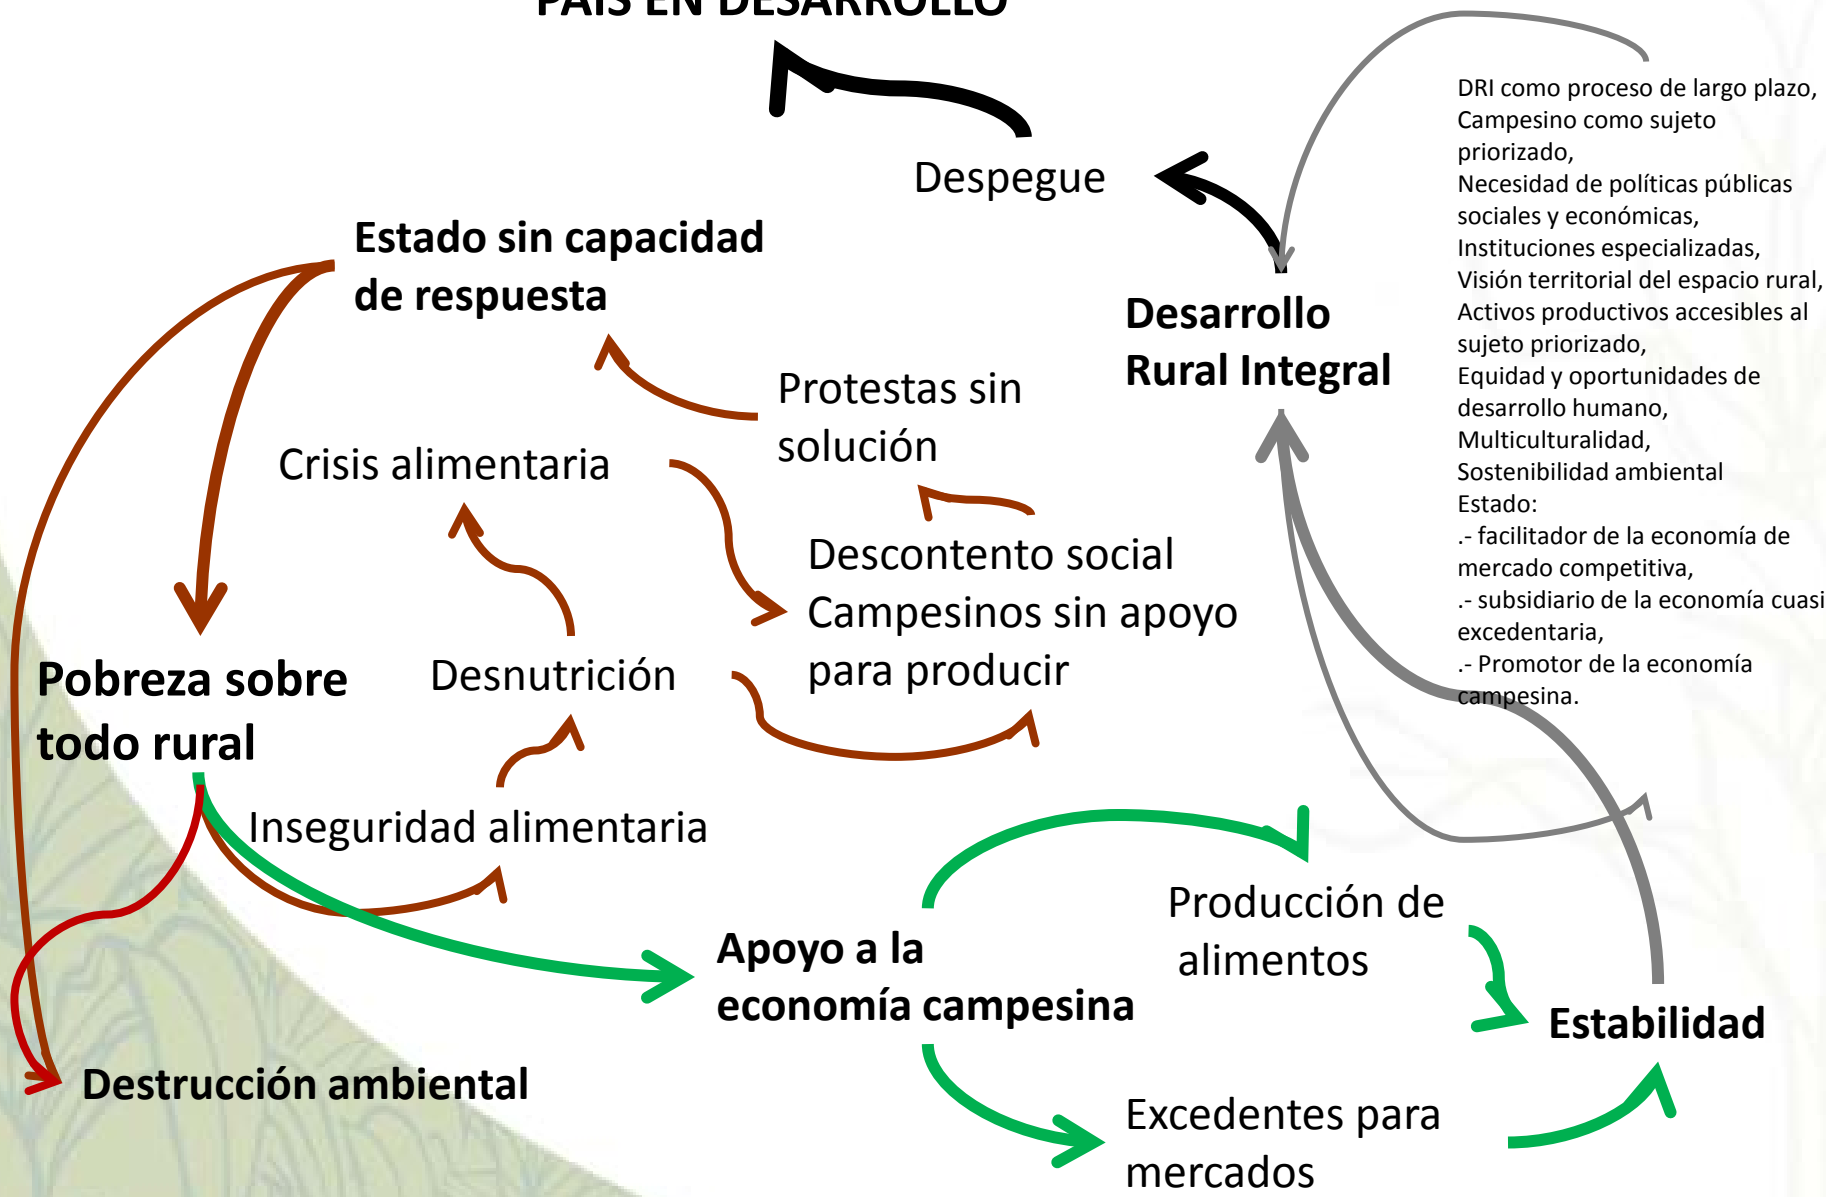 PAÍS EN DESARROLLO
Despegue
Estado sin capacidad
de respuesta
Desarrollo
Rural Integral
Protestas sin
solución
Crisis alimentaria
Descontento social
Campesinos sin apoyo
para producir
Pobreza sobre
todo rural
Desnutrición
Inseguridad alimentaria
Apoyo a la
economía campesina
Producción de
alimentos
Estabilidad
Destrucción ambiental
Excedentes para
mercados
DRI como proceso de largo plazo,
Campesino como sujeto
priorizado,
Necesidad de políticas públicas
sociales y económicas,
Instituciones especializadas,
Visión territorial del espacio rural,
Activos productivos accesibles al
sujeto priorizado,
Equidad y oportunidades de
desarrollo humano,
Multiculturalidad,
Sostenibilidad ambiental
Estado:
.- facilitador de la economía de
mercado competitiva,
.- subsidiario de la economía cuasi
excedentaria,
.- Promotor de la economía
campesina.